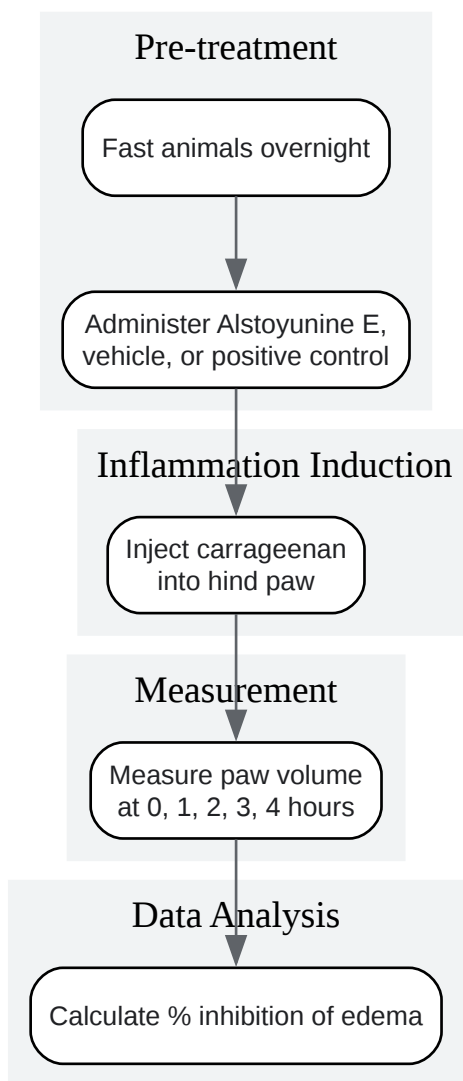 Pre-treatment
Fast animals overnight
Administer Alstoyunine E,
vehicle, or positive control
Inflammation Induction
Inject carrageenan
into hind paw
Measurement
Measure paw volume
at 0, 1, 2, 3, 4 hours
Data Analysis
Calculate % inhibition of edema